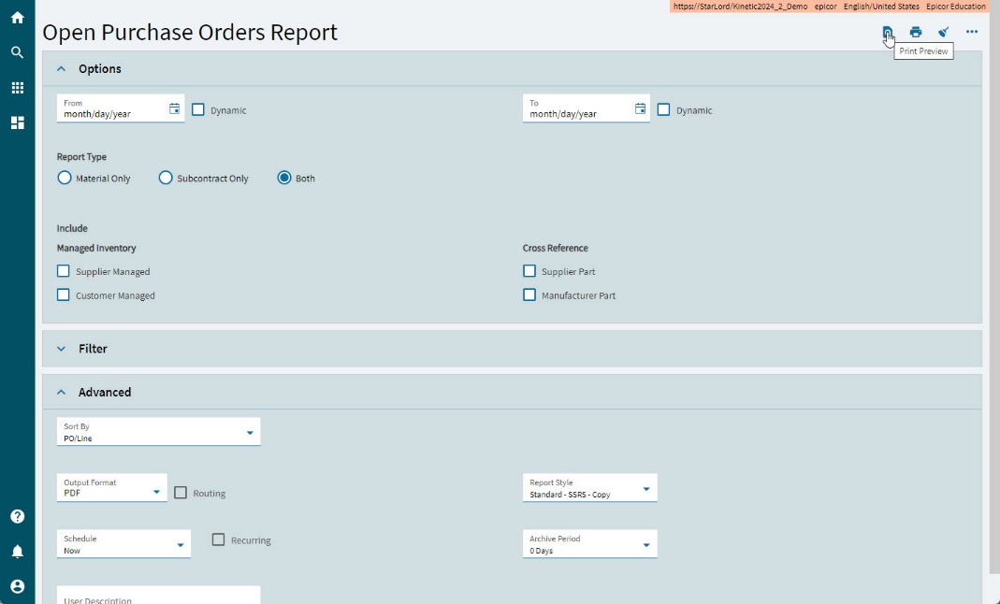 https://StarLord/Kinetic2024_2_Demo epicor English/United States Epicor Education
Open Purchase Orders Report
Print Preview
Options
From
month/day/year
Dynamic
To
month/day/year
Dynamic
Report Type
Material Only Subcontract Only Both
Include
Managed Inventory
Cross Reference
Supplier Managed
Supplier Part
Customer Managed
Manufacturer Part
Filter
Advanced
Sort By
PO/Line
Output Format
PDF
Routing
Report Style
Standard - SSRS - Copy
Schedule
Now
Recurring
Archive Period
0 Days
User Description